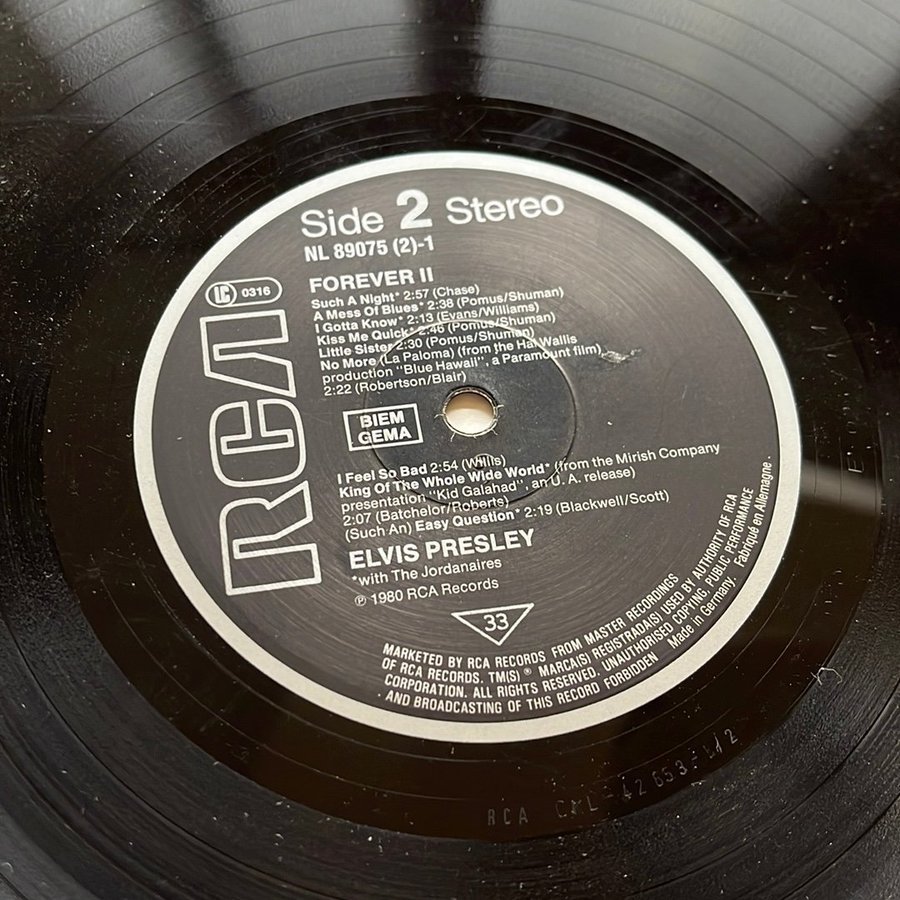 Side 2 Stereo
NL 89075 (2)-1
LC 0316
RCA
FOREVER II
Such A Night* 2:57 (Chase)
A Mess Of Blues* 2:38 (Pomus/Shuman)
I Gotta Know* 2:13 (Evans/Williams)
Kiss Me Quick* 2:46 (Pomus/Shuman)
Little Sister 2:30 (Pomus/Shuman)
No More (La Paloma) (from the Hal Wallis
production "Blue Hawaii", a Paramount film)
2:22 (Robertson/Blair)
BIEM
GEMA
I Feel So Bad 2:54 (Willis)
King Of The Whole Wide World* (from the Mirish Company
presentation "Kid Galahad", an U. A. release)
2:07 (Batchelor/Roberts)
(Such An) Easy Question* 2:19 (Blackwell/Scott)
ELVIS PRESLEY
*with The Jordanaires
℗ 1980 RCA Records
33
MARKETED BY RCA RECORDS FROM MASTER RECORDINGS
OF RCA RECORDS. TM(S) ® MARCA(S) REGISTRADA(S) USED BY AUTHORITY OF RCA
CORPORATION. ALL RIGHTS RESERVED. UNAUTHORISED COPYING, PUBLIC PERFORMANCE
· AND BROADCASTING OF THIS RECORD FORBIDDEN Made in Germany. Fabriqué en Allemagne ·
RCA